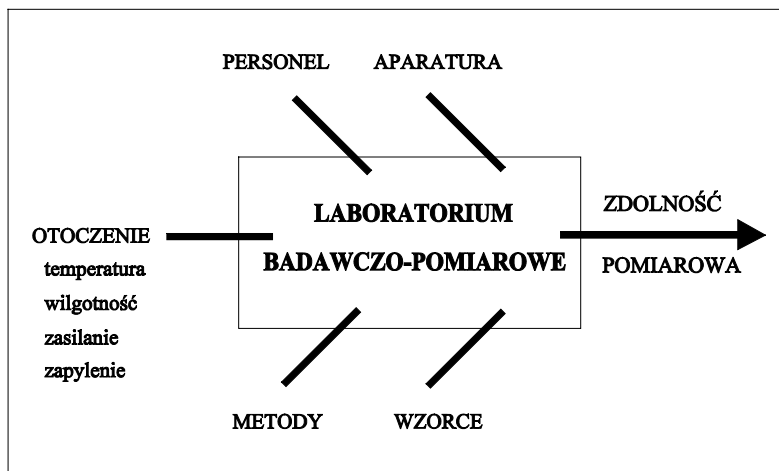 PERSONEL APARATURA
LABORATORIUM
BADAWCZO-POMIAROWE
ZDOLNOŚĆ
POMIAROWA
OTOCZENIE
temperatura
wilgotność
zasilanie
zapylenie
METODY WZORCE